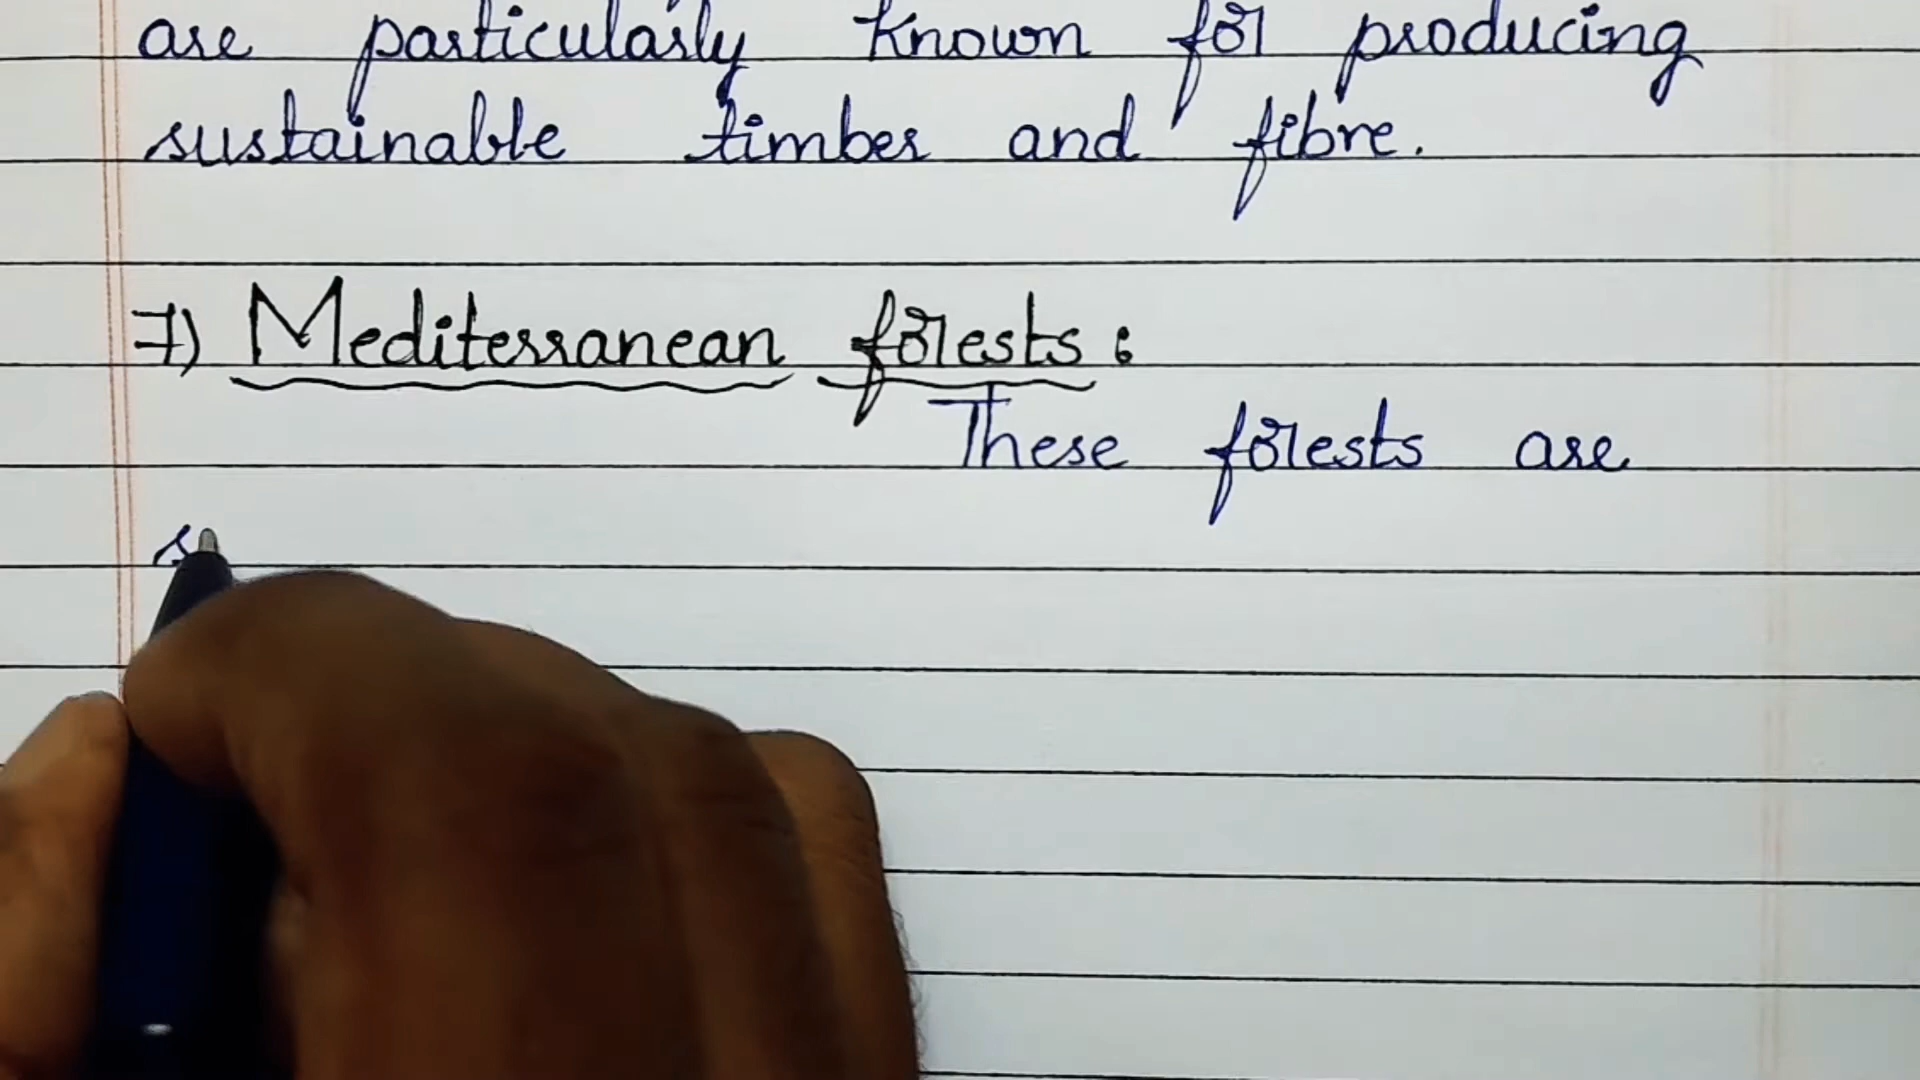 are particularly known for producing
sustainable timber and fibre.
7) Mediterranean forests :
These forests are
s